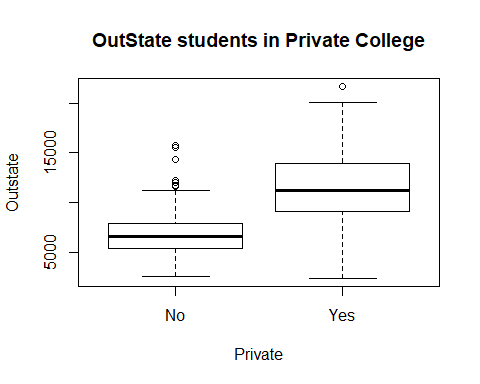 OutState students in Private College
Outstate
15000
5000
No
Yes
Private